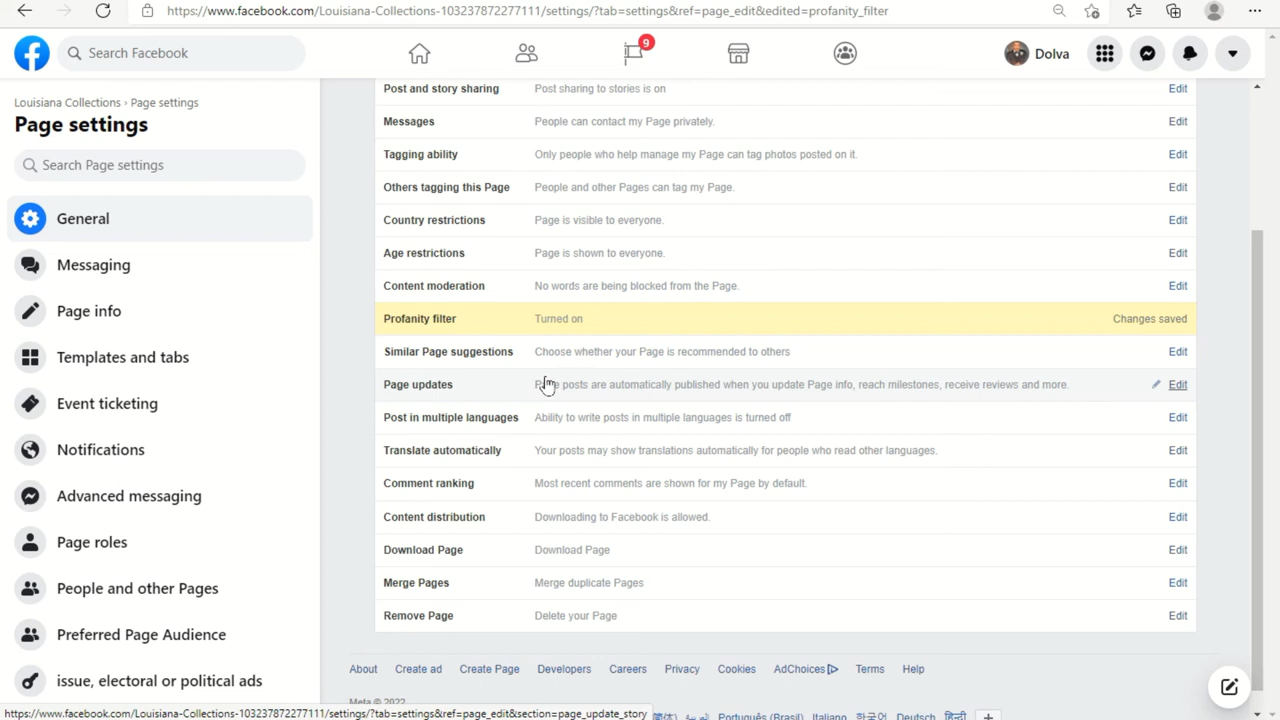 https://www.facebook.com/Louisiana-Collections-103237872277111/settings/?tab=settings&ref=page_edit&edited=profanity_filter
Search Facebook
9
Dolva
Louisiana Collections › Page settings
Page settings
Search Page settings
General
Messaging
Page info
Templates and tabs
Event ticketing
Notifications
Advanced messaging
Page roles
People and other Pages
Preferred Page Audience
issue, electoral or political ads
Post and story sharing Post sharing to stories is on Edit
Messages People can contact my Page privately. Edit
Tagging ability Only people who help manage my Page can tag photos posted on it. Edit
Others tagging this Page People and other Pages can tag my Page. Edit
Country restrictions Page is visible to everyone. Edit
Age restrictions Page is shown to everyone. Edit
Content moderation No words are being blocked from the Page. Edit
Profanity filter Turned on Changes saved
Similar Page suggestions Choose whether your Page is recommended to others Edit
Page updates Page posts are automatically published when you update Page info, reach milestones, receive reviews and more. Edit
Post in multiple languages Ability to write posts in multiple languages is turned off Edit
Translate automatically Your posts may show translations automatically for people who read other languages. Edit
Comment ranking Most recent comments are shown for my Page by default. Edit
Content distribution Downloading to Facebook is allowed. Edit
Download Page Download Page Edit
Merge Pages Merge duplicate Pages Edit
Remove Page Delete your Page Edit
About Create ad Create Page Developers Careers Privacy Cookies AdChoices Terms Help
Meta © 2022
https://www.facebook.com/Louisiana-Collections-103237872277111/settings/?tab=settings&ref=page_edit&section=page_update_story
Português (Brasil) Italiano 한국어 Deutsch हिन्दी +